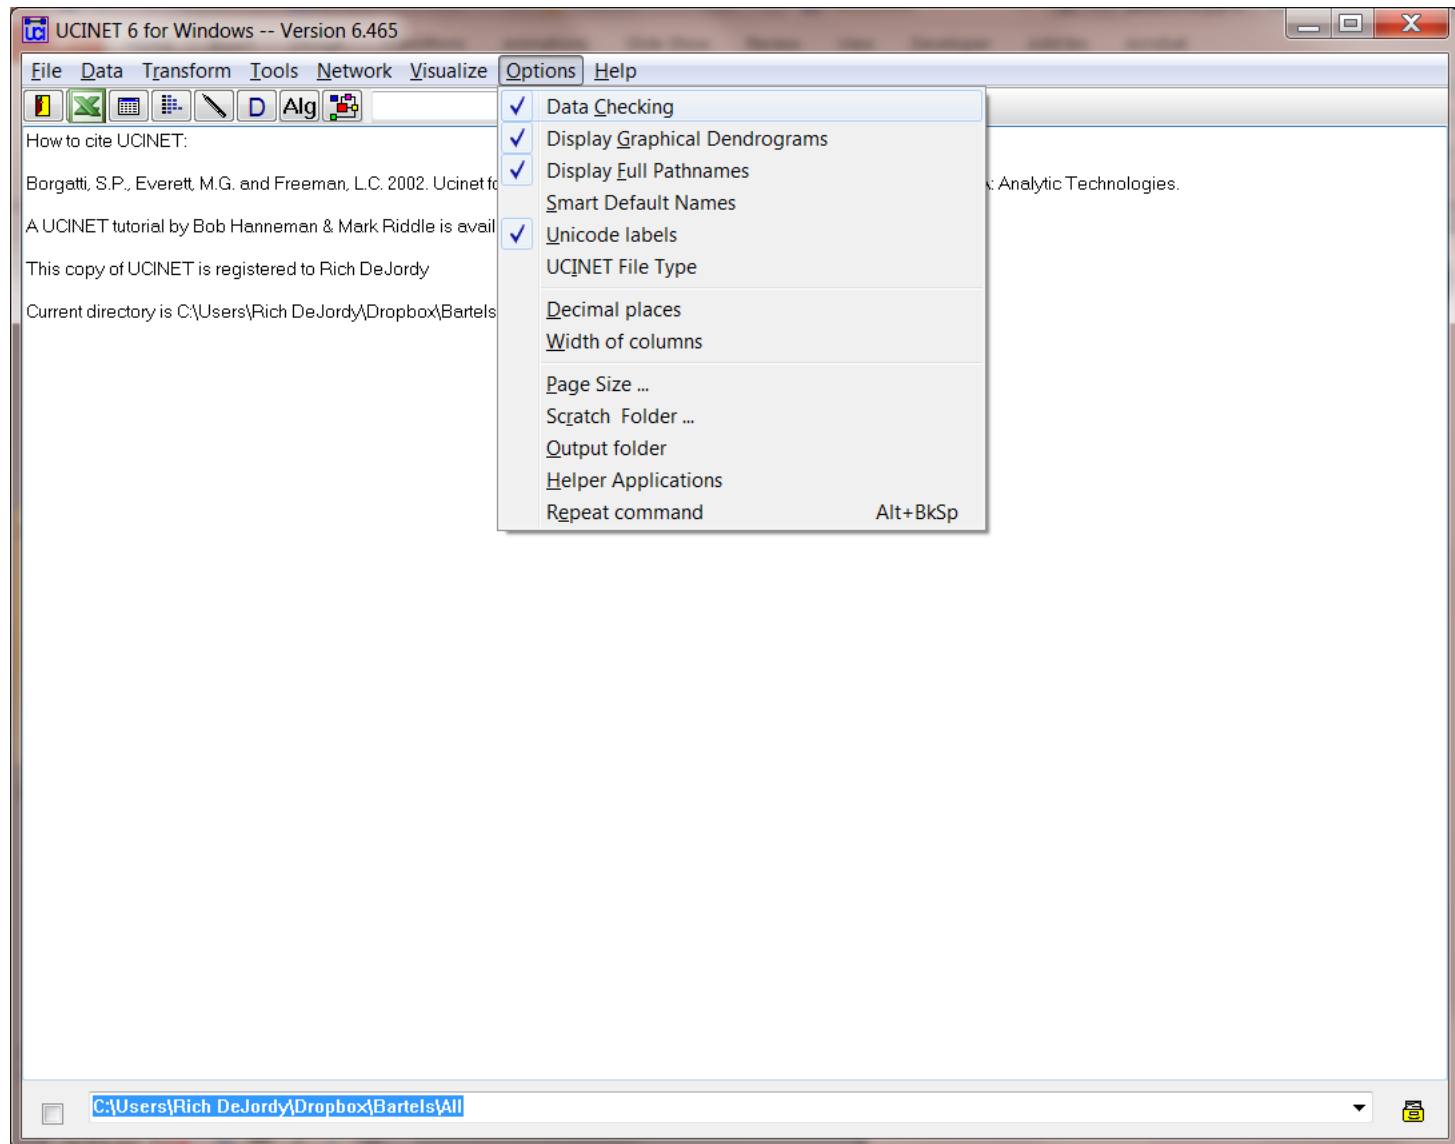 UCINET 6 for Windows -- Version 6.465
File Data Transform Tools Network Visualize Options Help
D Alg
How to cite UCINET:
Borgatti, S.P., Everett, M.G. and Freeman, L.C. 2002. Ucinet fo
: Analytic Technologies.
A UCINET tutorial by Bob Hanneman & Mark Riddle is avail
This copy of UCINET is registered to Rich DeJordy
Current directory is C:\Users\Rich DeJordy\Dropbox\Bartels
Data Checking
Display Graphical Dendrograms
Display Full Pathnames
Smart Default Names
Unicode labels
UCINET File Type
Decimal places
Width of columns
Page Size ...
Scratch Folder ...
Output folder
Helper Applications
Repeat command Alt+BkSp
C:\Users\Rich DeJordy\Dropbox\Bartels\All